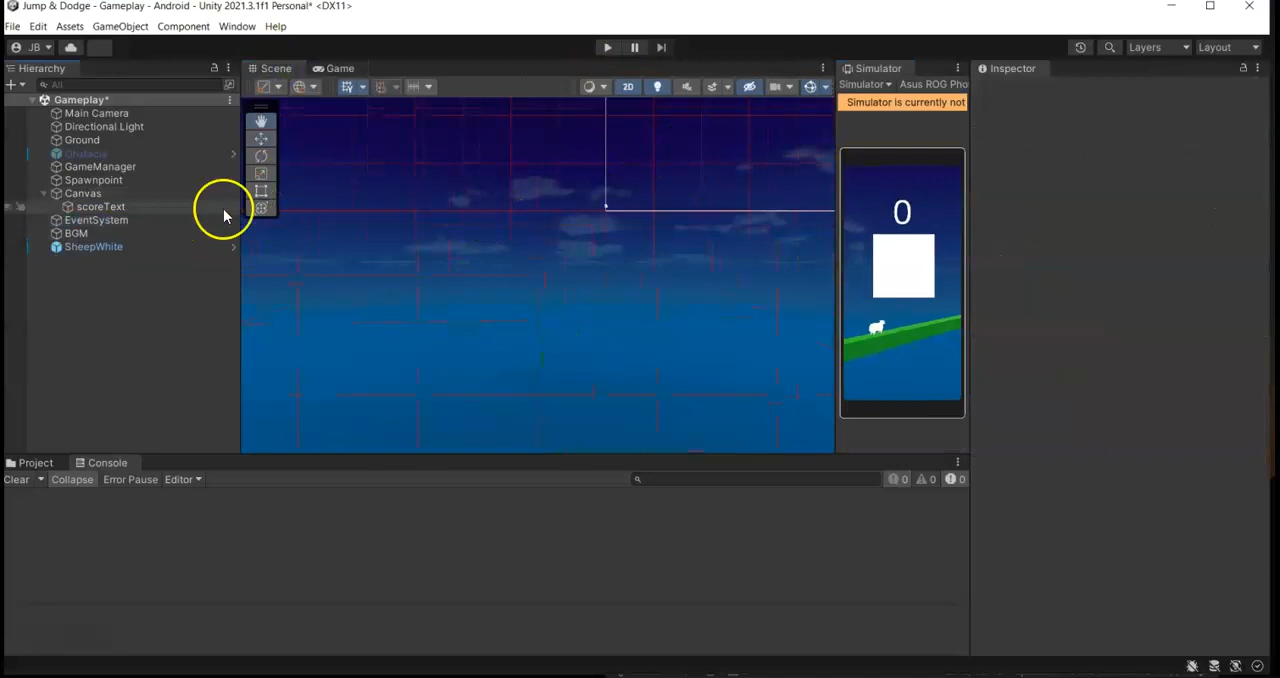 Jump & Dodge - Gameplay - Android - Unity 2021.3.1f1 Personal* <DX11>
File Edit Assets GameObject Component Window Help
JB Layers Layout
Hierarchy Scene Game Simulator Inspector
All Simulator Asus ROG Pho
2D
Gameplay* Simulator is currently not
Main Camera
Directional Light
Ground
Obstacle
GameManager
Spawnpoint
Canvas
scoreText
EventSystem
BGM
SheepWhite
0
Project Console
Clear Collapse Error Pause Editor 0 0 0